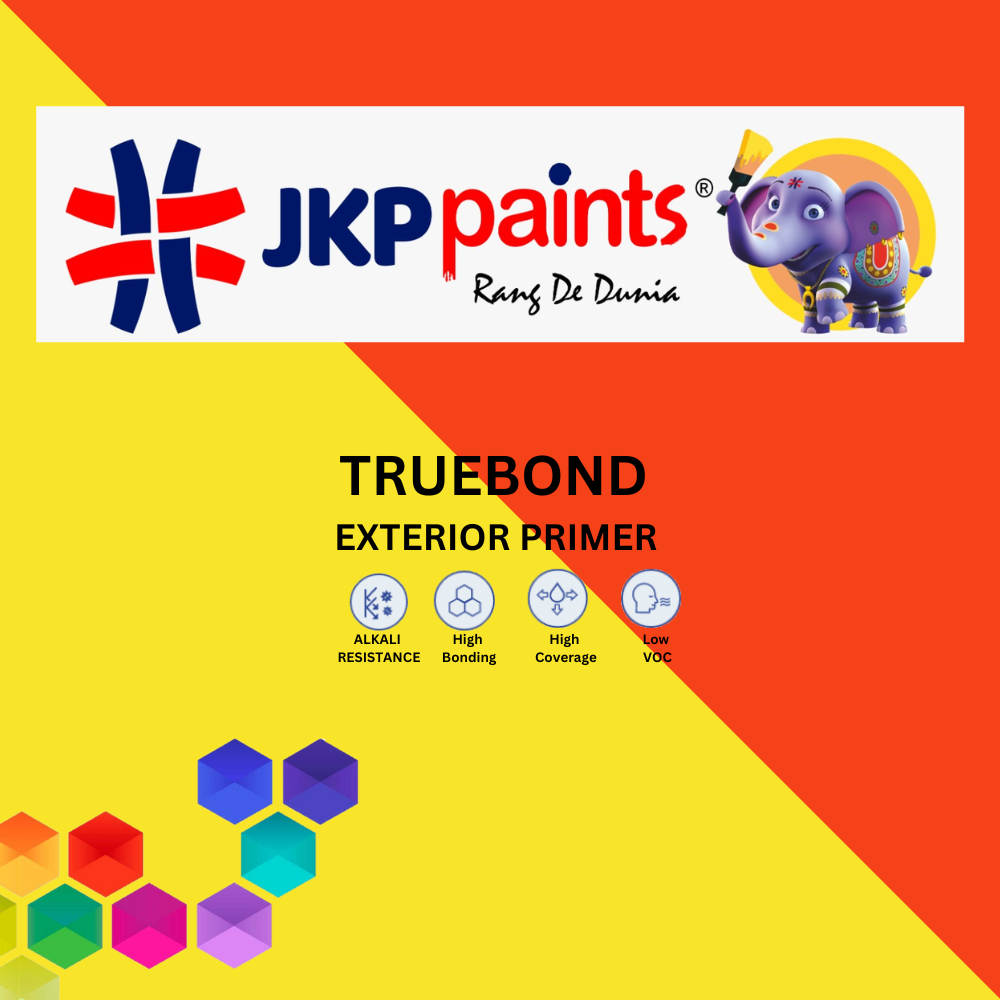 JKP paints®
Rang De Dunia
TRUEBOND
EXTERIOR PRIMER
ALKALI
RESISTANCE
High
Bonding
High
Coverage
Low
VOC